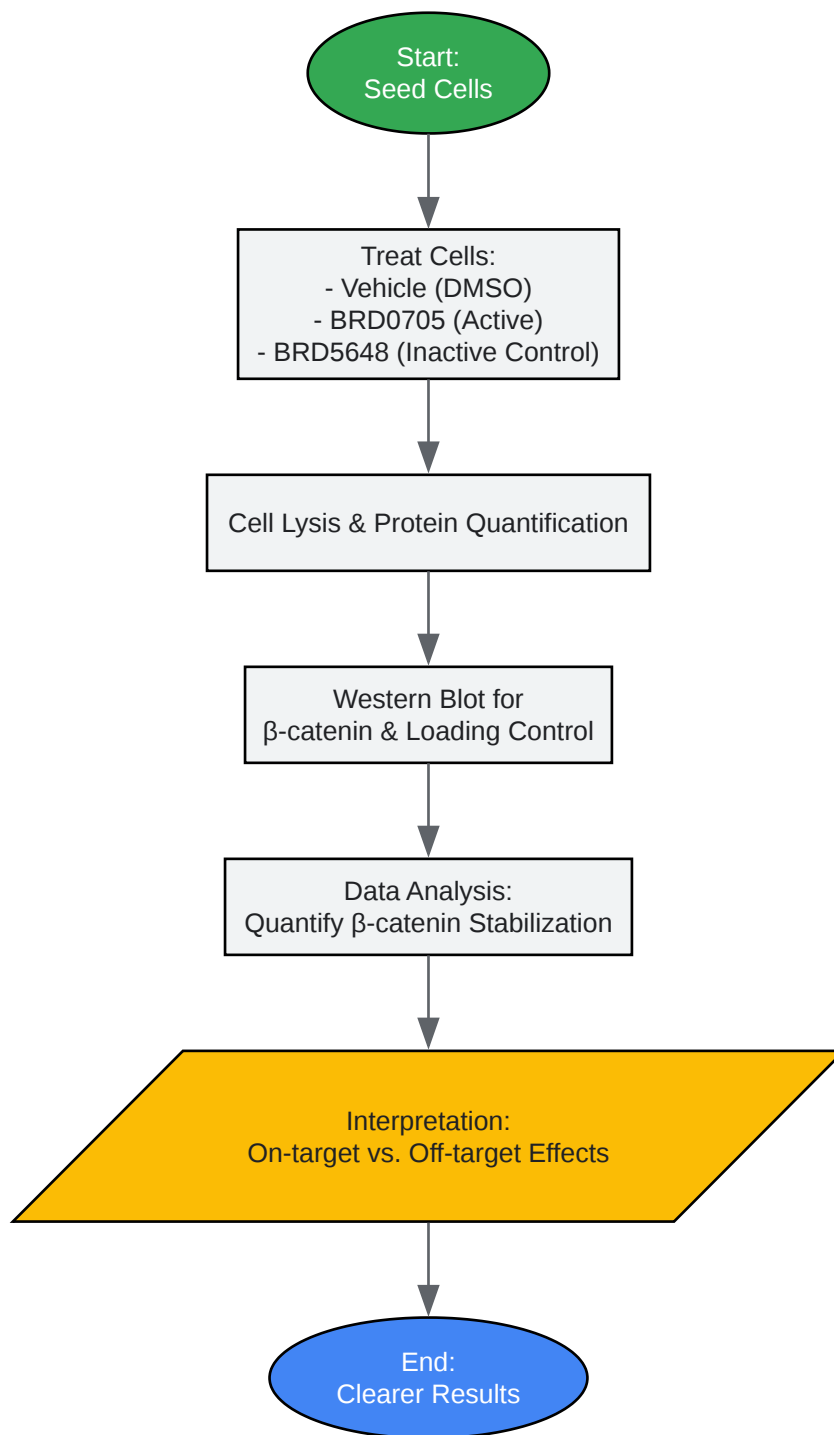 Start:
Seed Cells
Treat Cells:
- Vehicle (DMSO)
- BRD0705 (Active)
- BRD5648 (Inactive Control)
Cell Lysis & Protein Quantification
Western Blot for
β-catenin & Loading Control
Data Analysis:
Quantify β-catenin Stabilization
Interpretation:
On-target vs. Off-target Effects
End:
Clearer Results